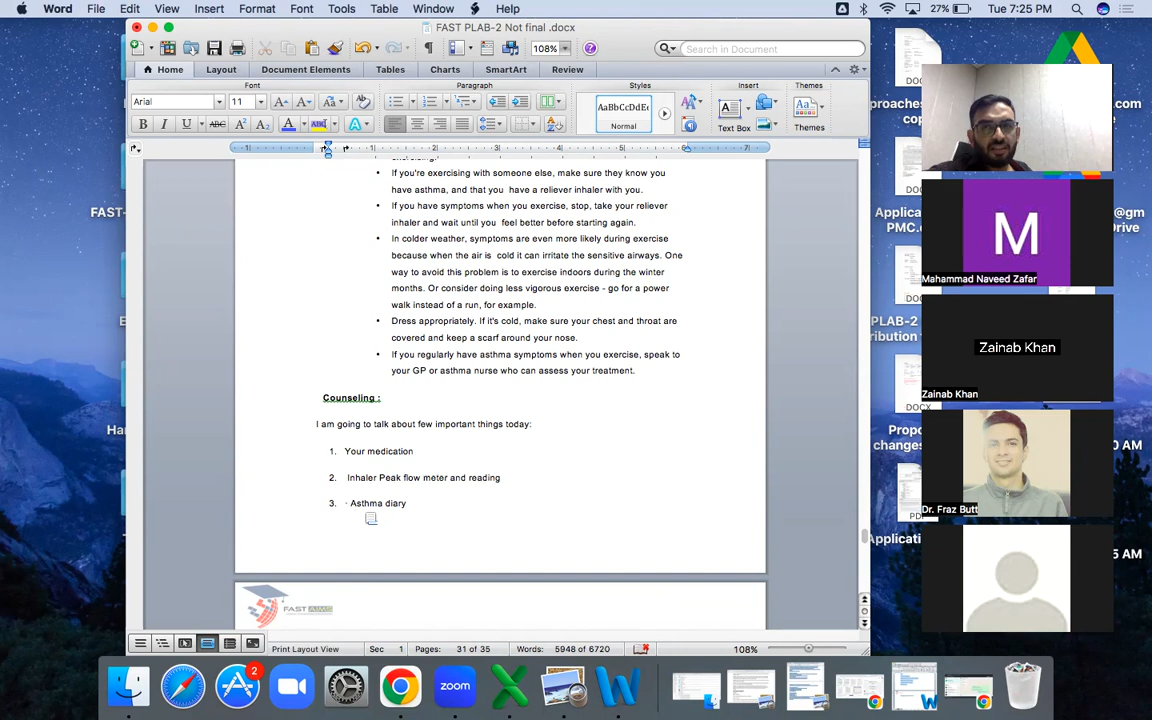 Word File Edit View Insert Format Font Tools Table Window Help
27% Tue 7:25 PM
FAST PLAB-2 Not final .docx
108% Search in Document
Home Layout Document Elements Tables Charts SmartArt Review
Font Paragraph Styles Insert Themes
Arial 11
AaBbCcDdEe
Normal
Text Box Themes
If you're exercising with someone else, make sure they know you
have asthma, and that you have a reliever inhaler with you.
If you have symptoms when you exercise, stop, take your reliever
inhaler and wait until you feel better before starting again.
In colder weather, symptoms are even more likely during exercise
because when the air is cold it can irritate the sensitive airways. One
way to avoid this problem is to exercise indoors during the winter
months. Or consider doing less vigorous exercise - go for a power
walk instead of a run, for example.
Dress appropriately. If it's cold, make sure your chest and throat are
covered and keep a scarf around your nose.
If you regularly have asthma symptoms when you exercise, speak to
your GP or asthma nurse who can assess your treatment.
Counseling :
I am going to talk about few important things today:
1. Your medication
2. Inhaler Peak flow meter and reading
3. · Asthma diary
FAST AIMS
Print Layout View Sec 1 Pages: 31 of 35 Words: 5948 of 6720 108%
FAST-
M
Mahammad Naveed Zafar
Zainab Khan
Zainab Khan
Dr. Fraz Butt
DOCX
Drive
PLAB-2
DOCX
changes
2
zoom